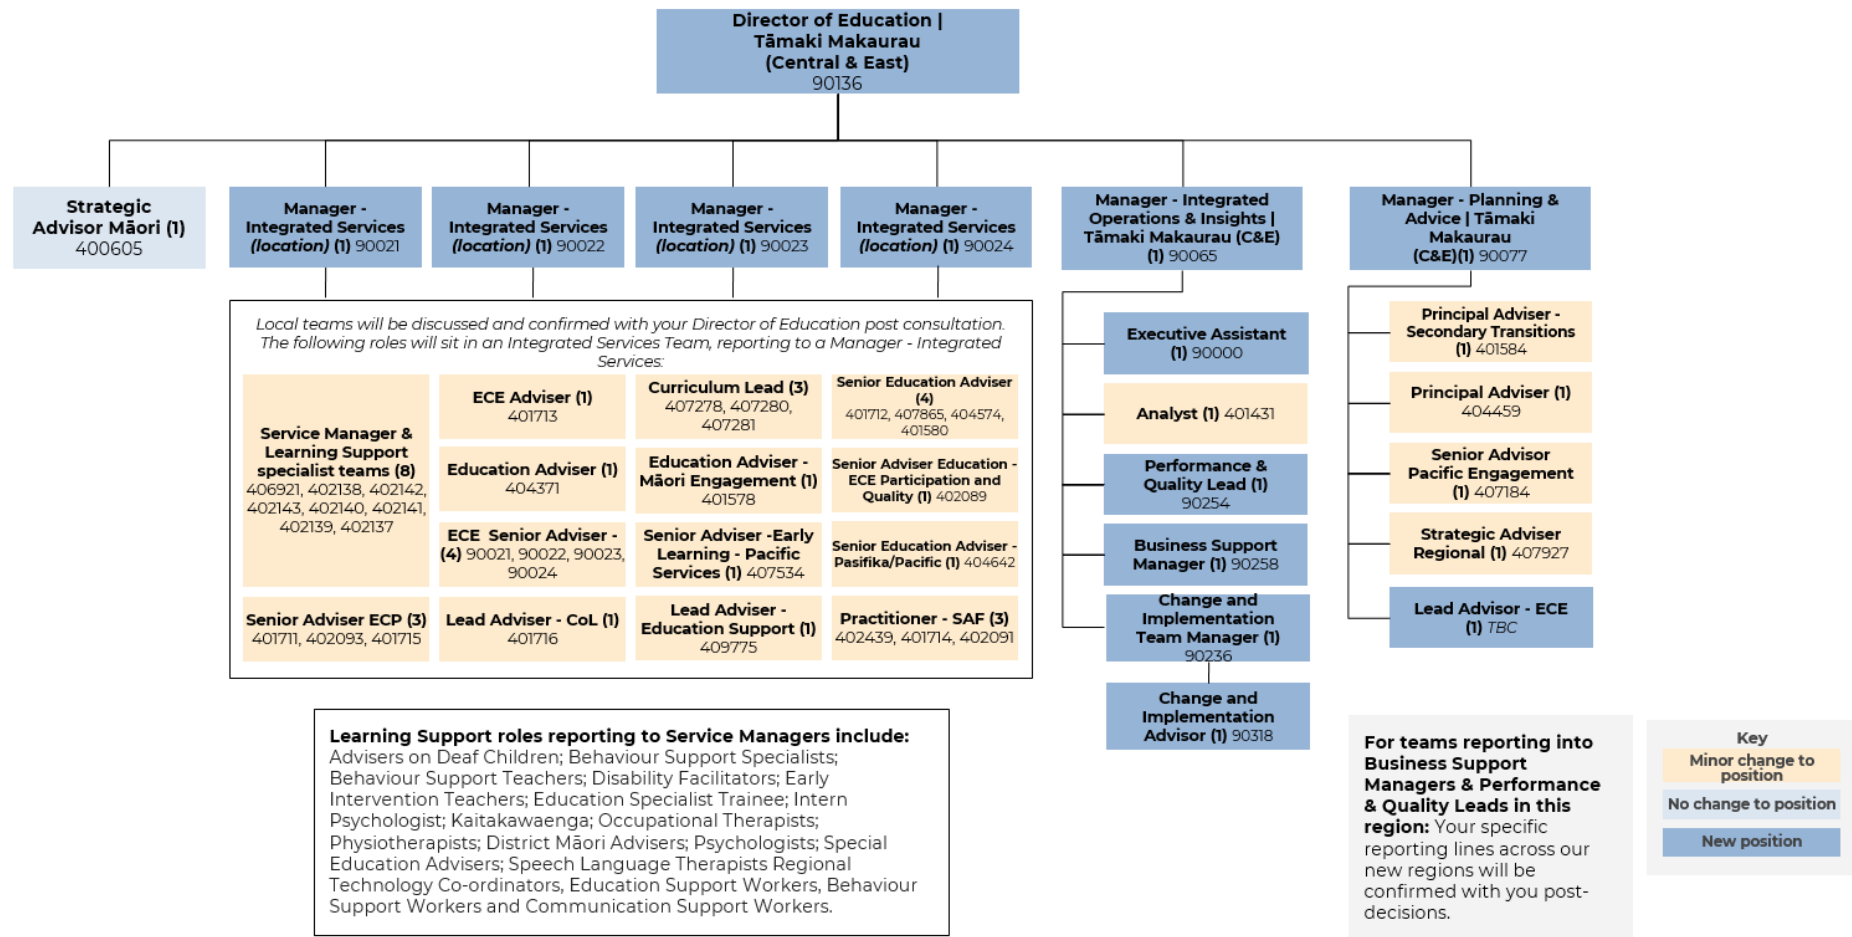 Director of Education |
Tāmaki Makaurau
(Central & East)
90136
Strategic
Advisor Māori (1)
400605
Manager -
Integrated Services
(location) (1) 90021
Manager -
Integrated Services
(location) (1) 90022
Manager -
Integrated Services
(location) (1) 90023
Manager -
Integrated Services
(location) (1) 90024
Manager - Integrated
Operations & Insights |
Tāmaki Makaurau (C&E)
(1) 90065
Manager - Planning &
Advice | Tāmaki
Makaurau
(C&E)(1) 90077
Local teams will be discussed and confirmed with your Director of Education post consultation.
The following roles will sit in an Integrated Services Team, reporting to a Manager - Integrated
Services:
Service Manager &
Learning Support
specialist teams (8)
406921, 402138, 402142,
402143, 402140, 402141,
402139, 402137
Senior Adviser ECP (3)
401711, 402093, 401715
ECE Adviser (1)
401713
Education Adviser (1)
404371
ECE  Senior Adviser -
(4) 90021, 90022, 90023,
90024
Lead Adviser - CoL (1)
401716
Curriculum Lead (3)
407278, 407280,
407281
Education Adviser -
Māori Engagement (1)
401578
Senior Adviser -Early
Learning - Pacific
Services (1) 407534
Lead Adviser -
Education Support (1)
409775
Senior Education Adviser
(4)
401712, 407865, 404574,
401580
Senior Adviser Education -
ECE Participation and
Quality (1) 402089
Senior Education Adviser -
Pasifika/Pacific (1) 404642
Practitioner - SAF (3)
402439, 401714, 402091
Executive Assistant
(1) 90000
Analyst (1) 401431
Performance &
Quality Lead (1)
90254
Business Support
Manager (1) 90258
Change and
Implementation
Team Manager (1)
90236
Change and
Implementation
Advisor (1) 90318
Principal Adviser -
Secondary Transitions
(1) 401584
Principal Adviser (1)
404459
Senior Advisor
Pacific Engagement
(1) 407184
Strategic Adviser
Regional (1) 407927
Lead Advisor - ECE
(1) TBC
Learning Support roles reporting to Service Managers include:
Advisers on Deaf Children; Behaviour Support Specialists;
Behaviour Support Teachers; Disability Facilitators; Early
Intervention Teachers; Education Specialist Trainee; Intern
Psychologist; Kaitakawaenga; Occupational Therapists;
Physiotherapists; District Māori Advisers; Psychologists; Special
Education Advisers; Speech Language Therapists Regional
Technology Co-ordinators, Education Support Workers, Behaviour
Support Workers and Communication Support Workers.
For teams reporting into
Business Support
Managers & Performance
& Quality Leads in this
region: Your specific
reporting lines across our
new regions will be
confirmed with you post-
decisions.
Key
Minor change to
position
No change to position
New position